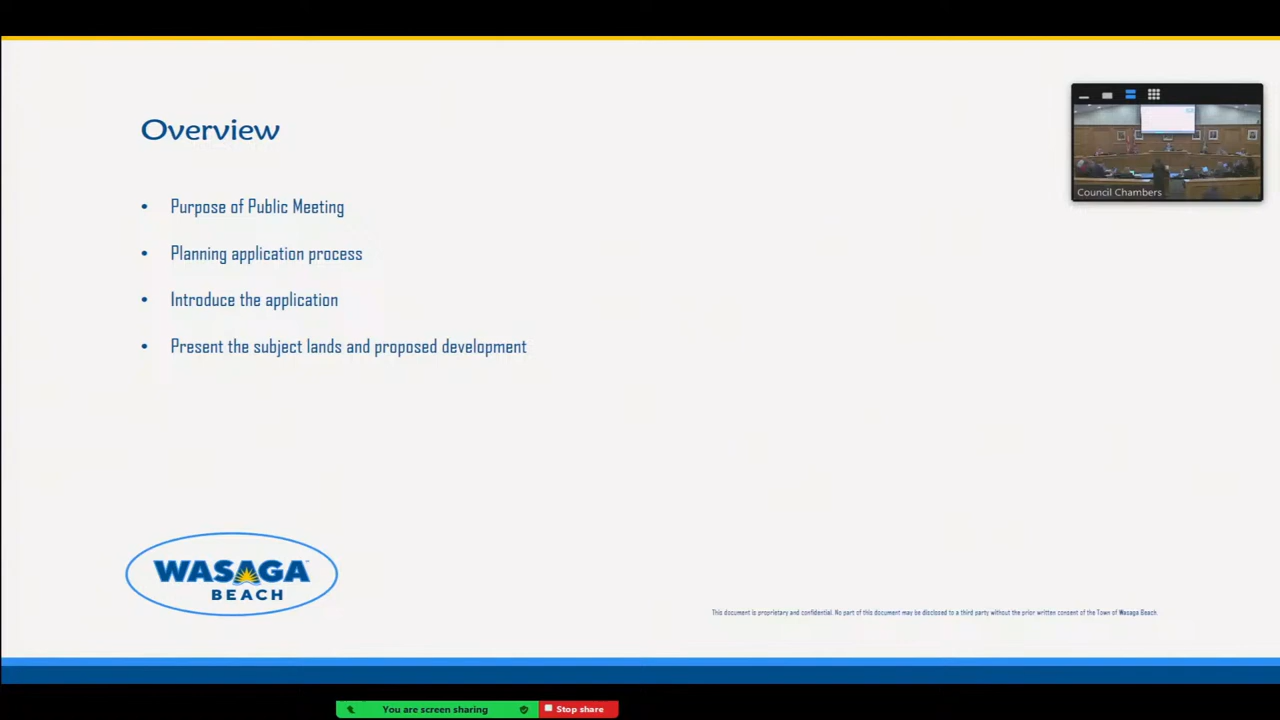 Overview
• Purpose of Public Meeting
• Planning application process
• Introduce the application
• Present the subject lands and proposed development
Council Chambers
WASAGA
BEACH
This document is proprietary and confidential. No part of this document may be disclosed to a third party without the prior written consent of the Town of Wasaga Beach.
You are screen sharing
Stop share